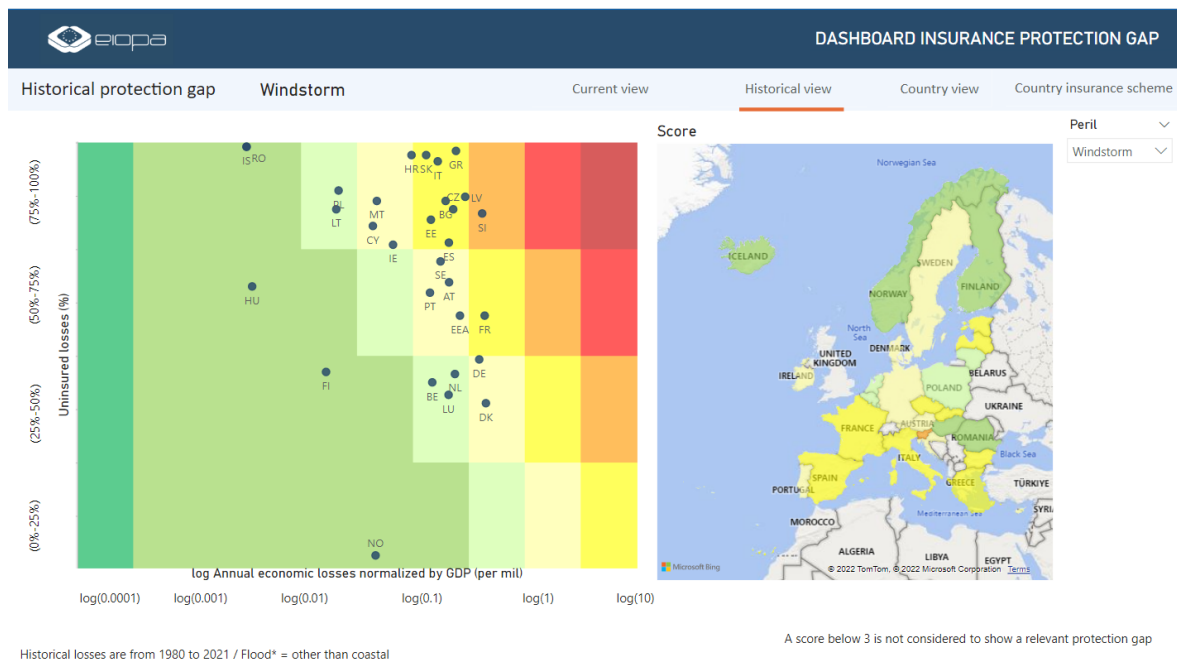 eiopa
DASHBOARD INSURANCE PROTECTION GAP
Historical protection gap
Windstorm
Current view
Historical view
Country view
Country insurance scheme
Uninsured losses (%)
(75%-100%)
(50%-75%)
(25%-50%)
(0%-25%)
IS
RO
HR
SK
IT
GR
PL
LT
MT
CY
IE
CZ
LV
BG
EE
SI
ES
SE
AT
PT
HU
EEA
FR
FI
DE
BE
NL
LU
DK
NO
log Annual economic losses normalized by GDP (per mil)
log(0.0001)
log(0.001)
log(0.01)
log(0.1)
log(1)
log(10)
Score
Peril
Windstorm
Norwegian Sea
ICELAND
SWEDEN
FINLAND
NORWAY
North
Sea
UNITED
KINGDOM
DENMARK
IRELAND
BELARUS
POLAND
UKRAINE
FRANCE
AUSTRIA
ROMANIA
ITALY
Black Sea
SPAIN
PORTUGAL
GREECE
TÜRKIYE
Mediterranean Sea
SYRI
MOROCCO
ALGERIA
LIBYA
EGYPT
Microsoft Bing
© 2022 TomTom, © 2022 Microsoft Corporation Terms
A score below 3 is not considered to show a relevant protection gap
Historical losses are from 1980 to 2021 / Flood* = other than coastal